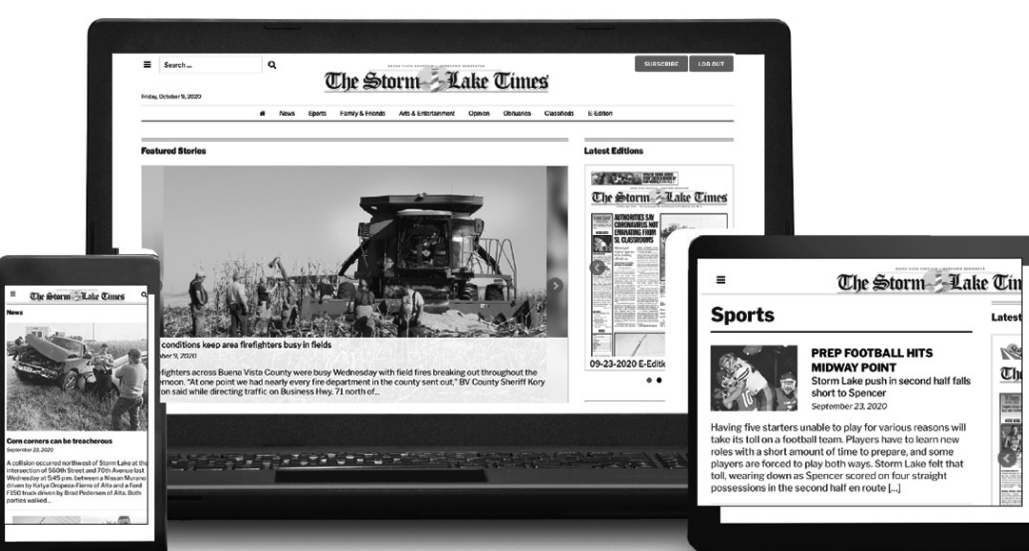 Search ...
The Storm Lake Times
SUBSCRIBE
LOG OUT
Friday, October 9, 2020
News Sports Family & Friends Arts & Entertainment Opinion Obituaries Classifieds E-Edition
Featured Stories
conditions keep area firefighters busy in fields
ber 9, 2020
efighters across Buena Vista County were busy Wednesday with field fires breaking out throughout the
ernoon. "At one point we had nearly every fire department in the county sent out," BV County Sheriff Kory
on said while directing traffic on Business Hwy. 71 north of...
Latest Editions
The Storm Lake Times
AUTHORITIES SAY
CORONAVIRUS NOT
EMANATING FROM
SL CLASSROOMS
09-23-2020 E-Editi
The Storm Lake Times
News
Corn corners can be treacherous
September 23, 2020
A collision occurred northwest of Storm Lake at the
intersection of 560th Street and 70th Avenue last
Wednesday at 5:45 p.m. between a Nissan Murano
driven by Katya Oropeza-Fierro of Alta and a Ford
F150 truck driven by Brad Pedersen of Alta. Both
parties walked...
The Storm Lake Tim
Sports
Latest
PREP FOOTBALL HITS
MIDWAY POINT
Storm Lake push in second half falls
short to Spencer
September 23, 2020
Having five starters unable to play for various reasons will
take its toll on a football team. Players have to learn new
roles with a short amount of time to prepare, and some
players are forced to play both ways. Storm Lake felt that
toll, wearing down as Spencer scored on four straight
possessions in the second half en route [...]